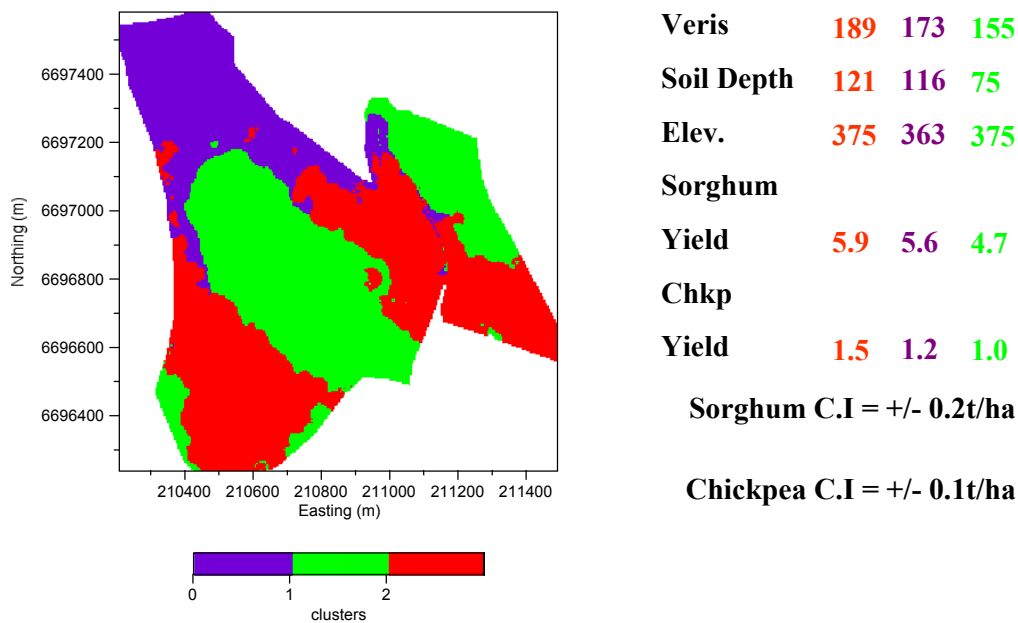 6697400
6697200
6697000
6696800
6696600
6696400
Northing (m)
210400 210600 210800 211000 211200 211400
Easting (m)
0 1 2
clusters
Veris 189 173 155
Soil Depth 121 116 75
Elev. 375 363 375
Sorghum
Yield 5.9 5.6 4.7
Chkp
Yield 1.5 1.2 1.0
Sorghum C.I = +/- 0.2t/ha
Chickpea C.I = +/- 0.1t/ha